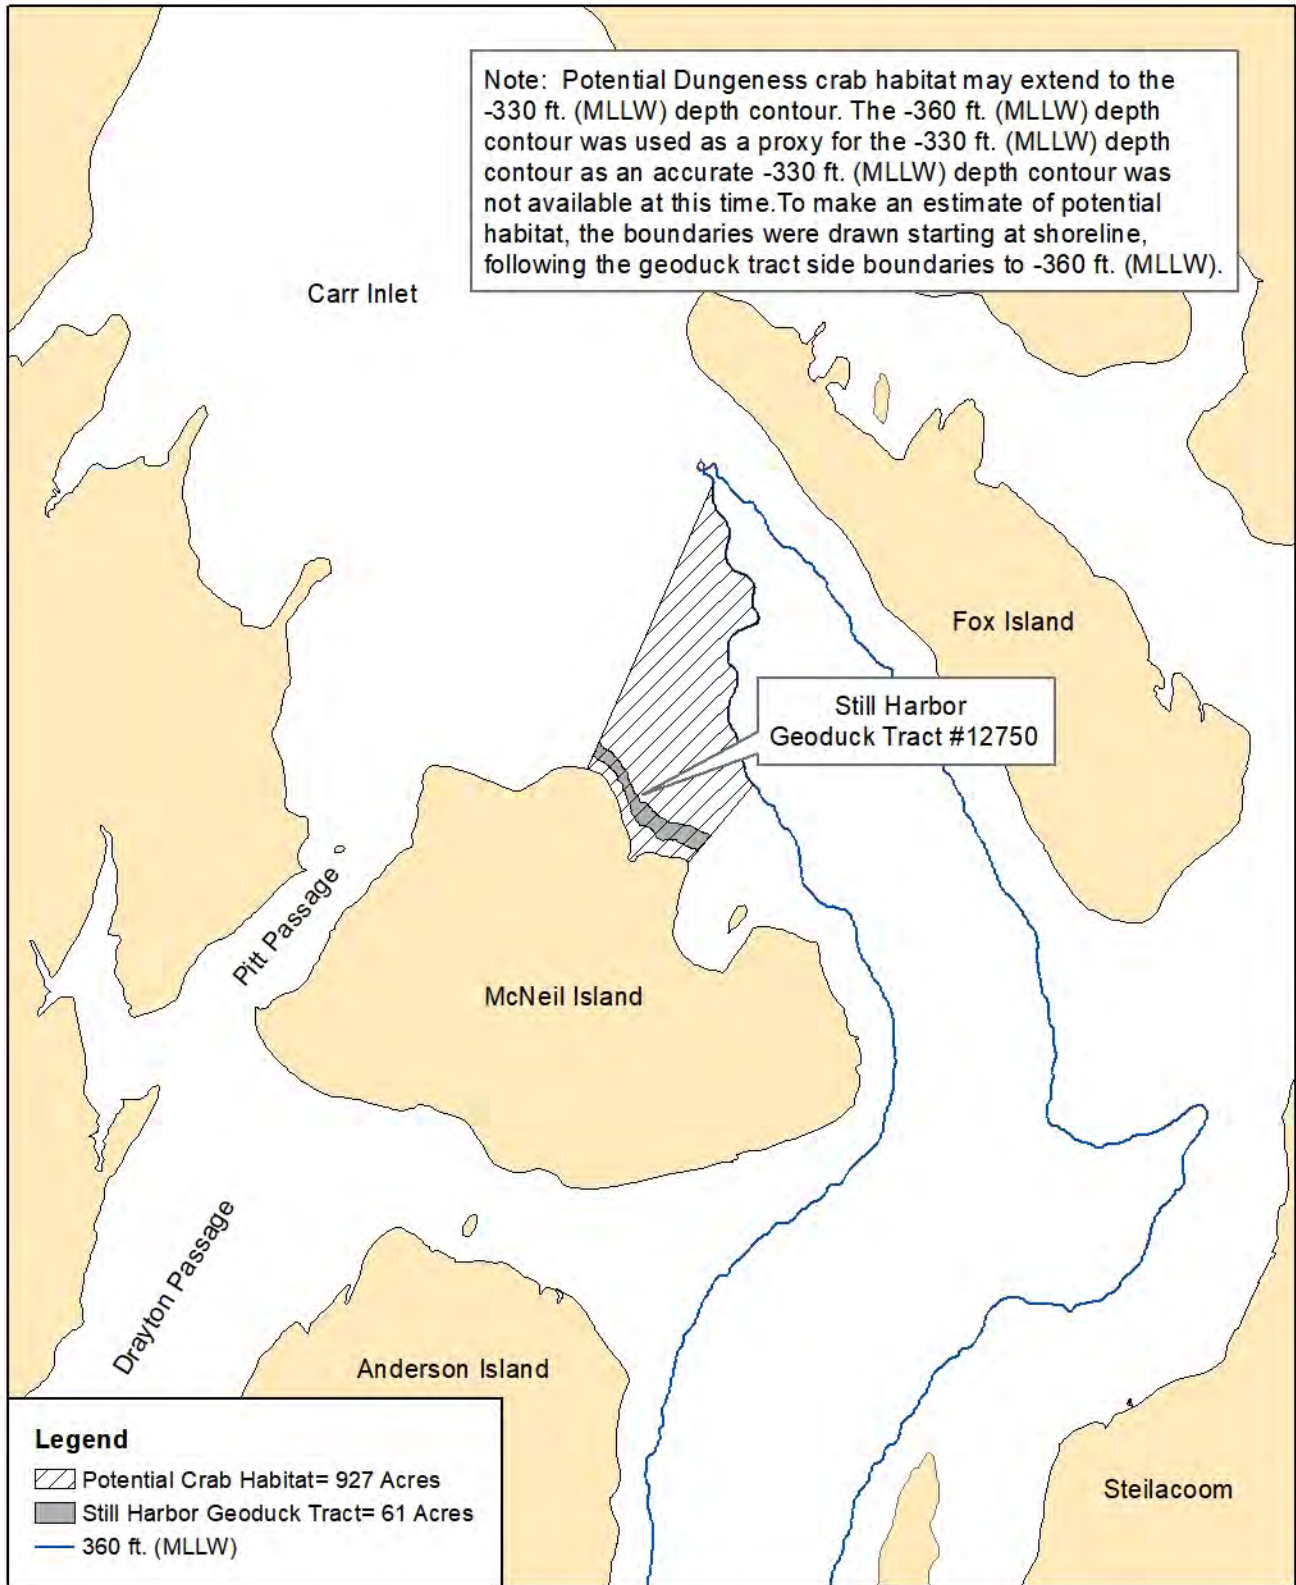 Note: Potential Dungeness crab habitat may extend to the
-330 ft. (MLLW) depth contour. The -360 ft. (MLLW) depth
contour was used as a proxy for the -330 ft. (MLLW) depth
contour as an accurate -330 ft. (MLLW) depth contour was
not available at this time.To make an estimate of potential
habitat, the boundaries were drawn starting at shoreline,
following the geoduck tract side boundaries to -360 ft. (MLLW).
Carr Inlet
Fox Island
Still Harbor
Geoduck Tract #12750
Pitt Passage
McNeil Island
Drayton Passage
Anderson Island
Steilacoom
Legend
Potential Crab Habitat= 927 Acres
Still Harbor Geoduck Tract= 61 Acres
360 ft. (MLLW)